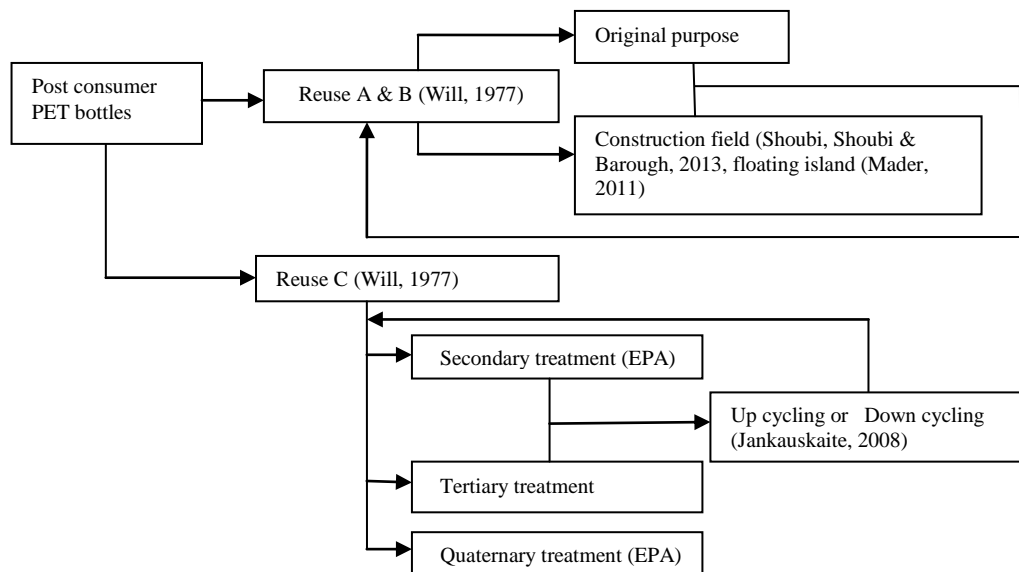 Original purpose
Post consumer
PET bottles
Reuse A & B (Will, 1977)
Construction field (Shoubi, Shoubi &
Barough, 2013, floating island (Mader,
2011)
Reuse C (Will, 1977)
Secondary treatment (EPA)
Up cycling or Down cycling
(Jankauskaite, 2008)
Tertiary treatment
Quaternary treatment (EPA)